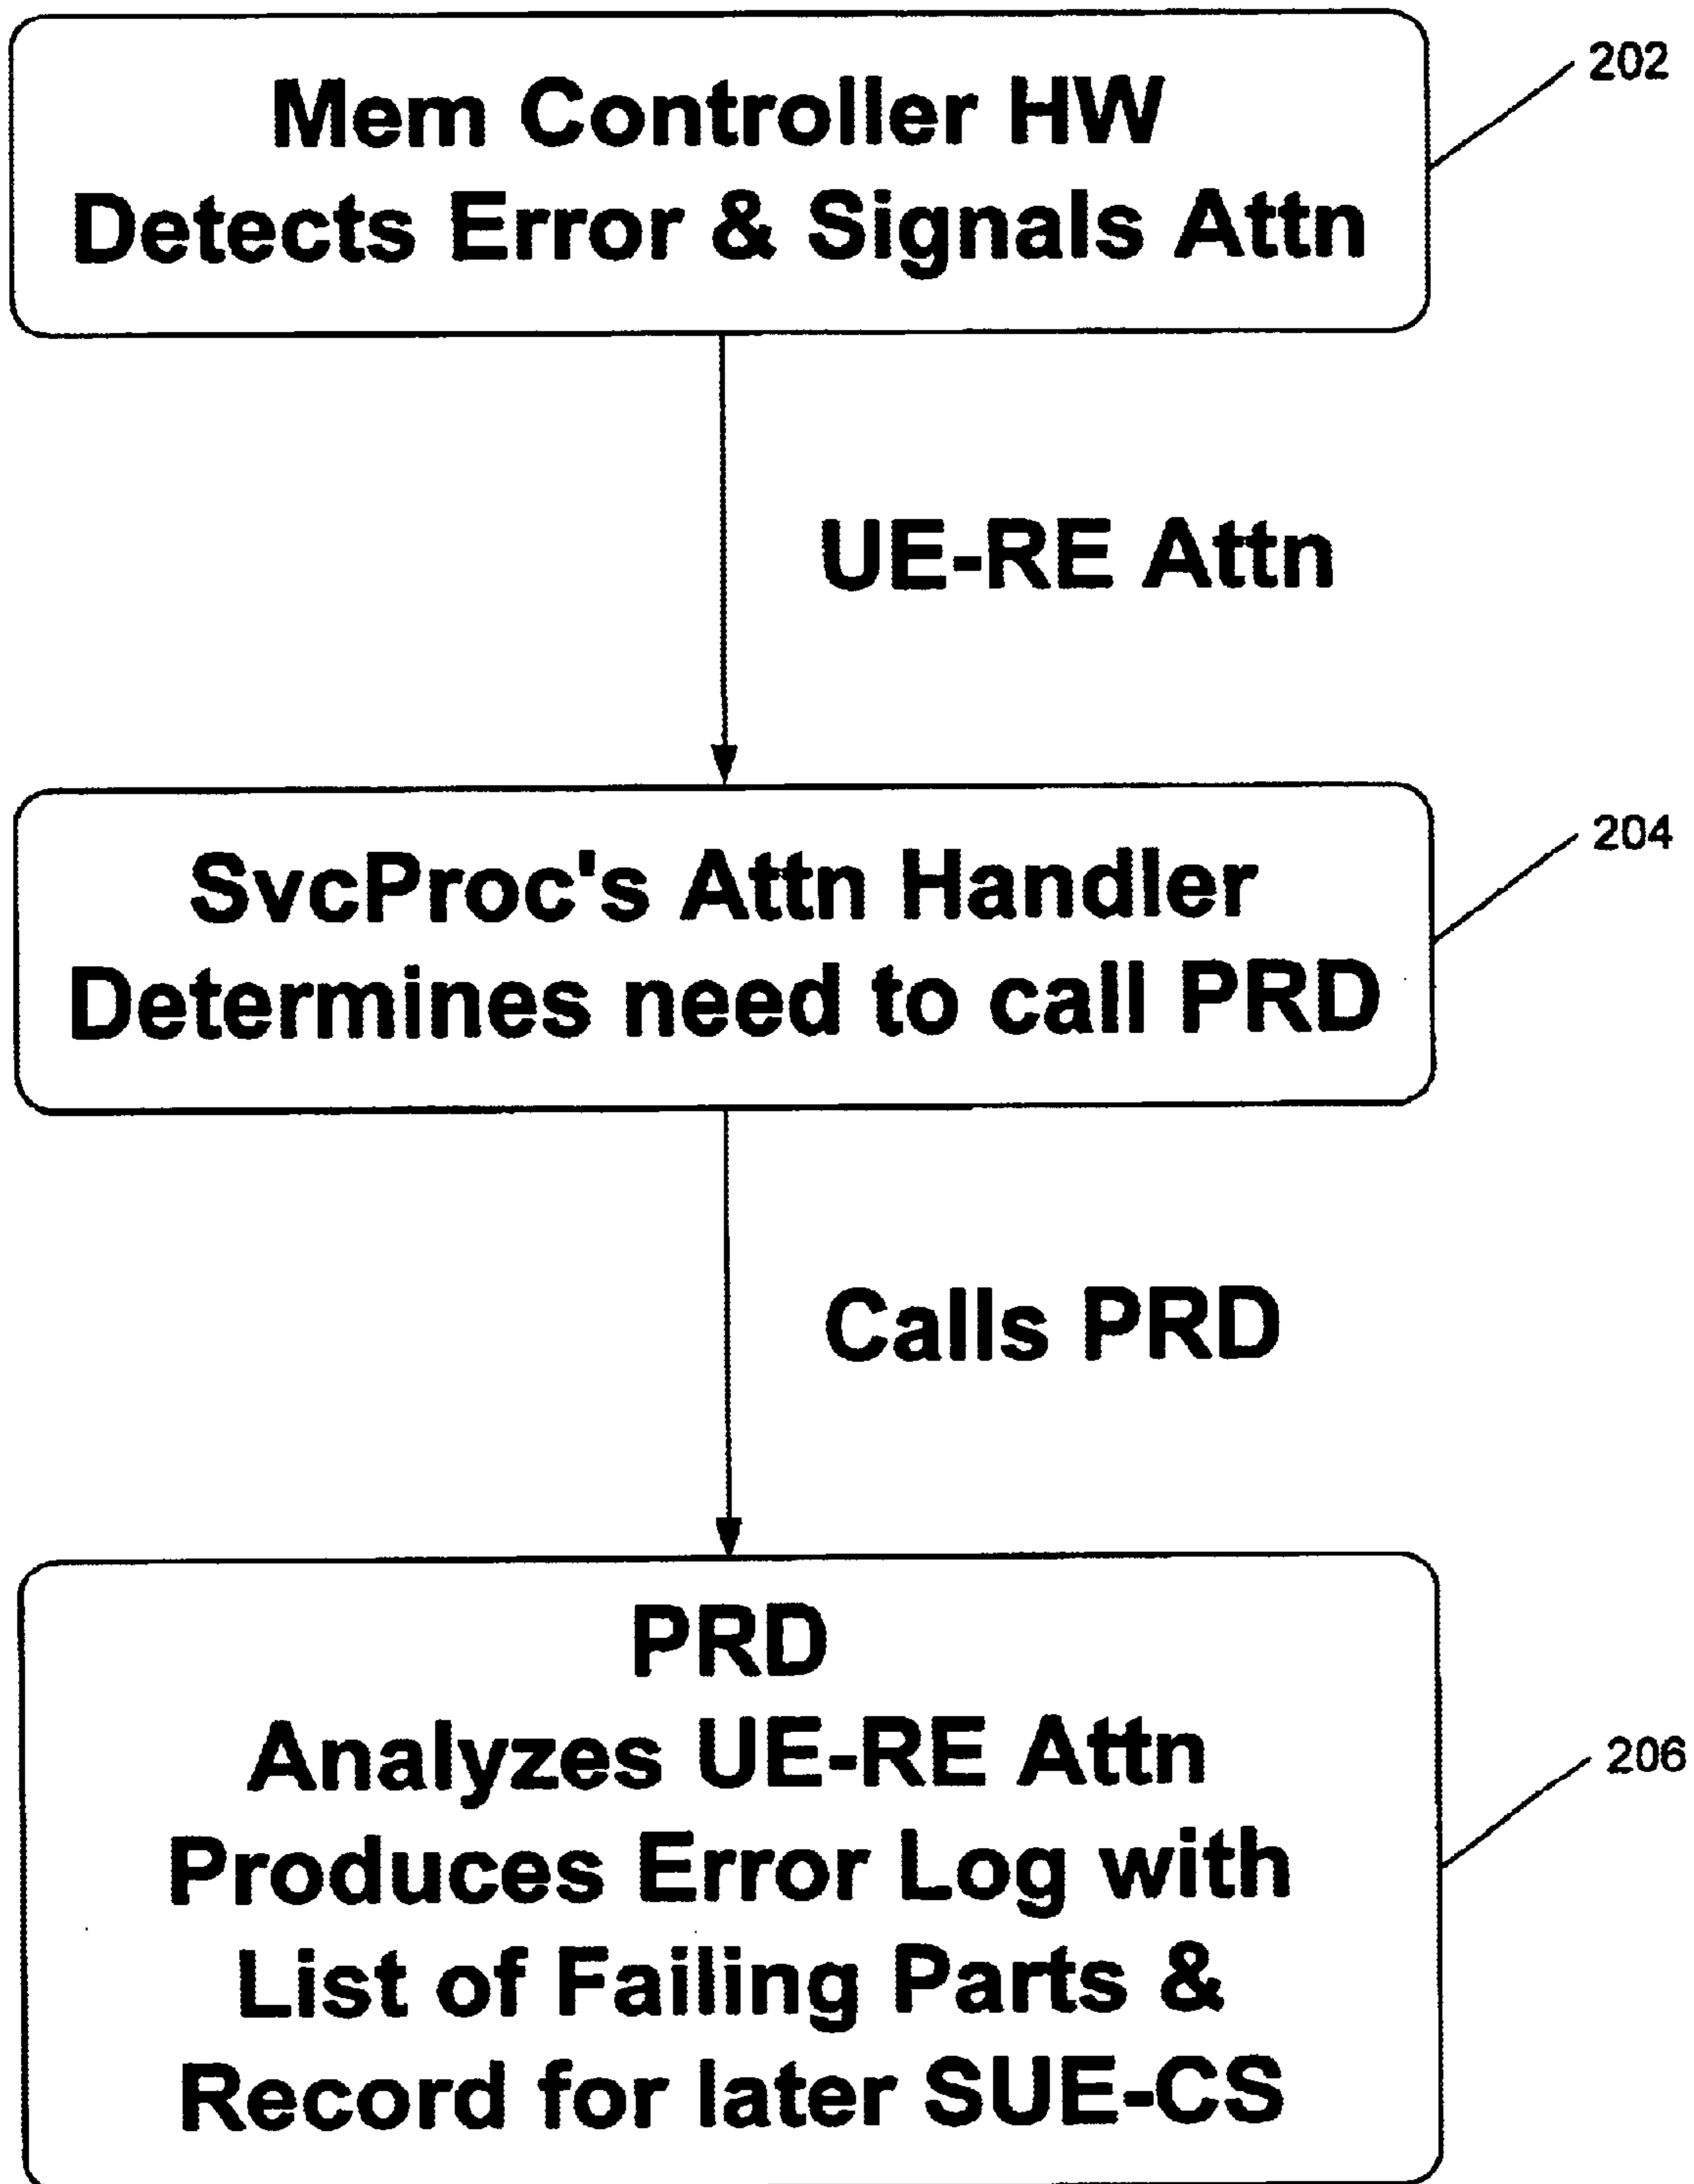 Mem Controller HW
Detects Error & Signals Attn
202
UE-RE Attn
SvcProc's Attn Handler
Determines need to call PRD
204
Calls PRD
PRD
Analyzes UE-RE Attn
Produces Error Log with
List of Failing Parts &
Record for later SUE-CS
206